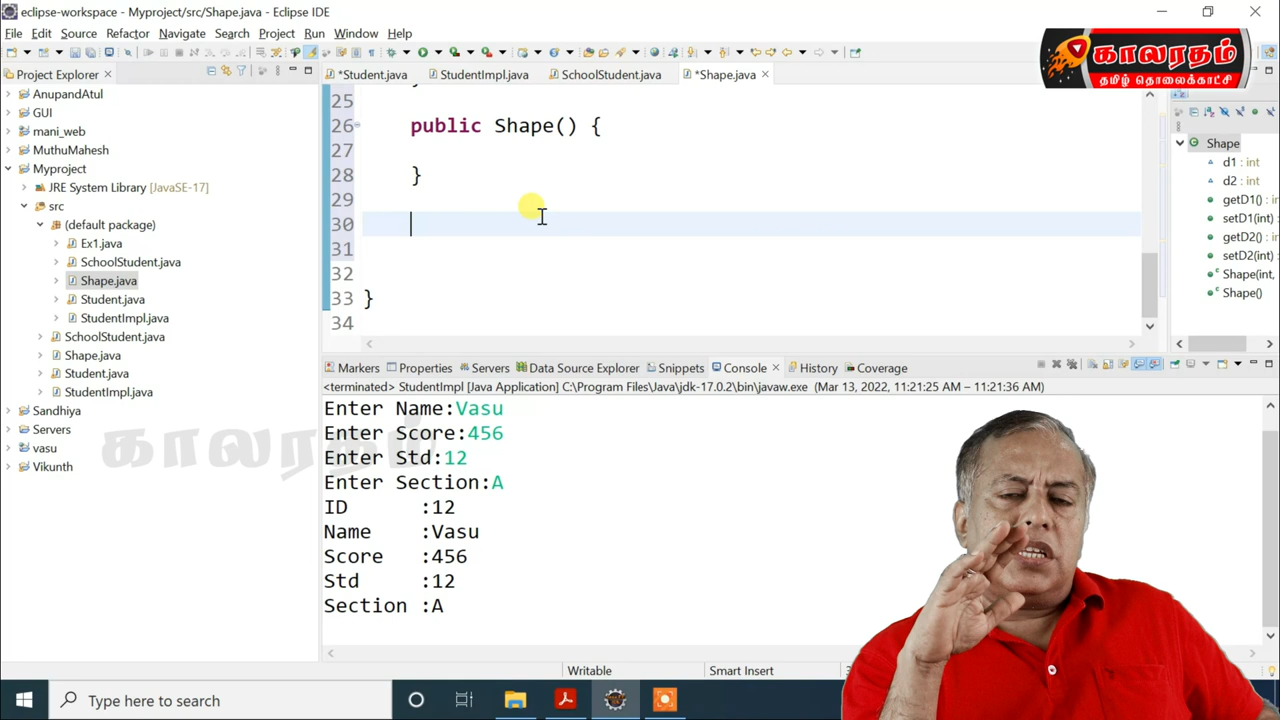 eclipse-workspace - Myproject/src/Shape.java - Eclipse IDE
File Edit Source Refactor Navigate Search Project Run Window Help
காலரதம்
தமிழ் தொலைக்காட்சி
Project Explorer
*Student.java StudentImpl.java SchoolStudent.java *Shape.java
AnupandAtul
GUI
mani_web
MuthuMahesh
Myproject
JRE System Library [JavaSE-17]
src
(default package)
Ex1.java
SchoolStudent.java
Shape.java
Student.java
StudentImpl.java
SchoolStudent.java
Shape.java
Student.java
StudentImpl.java
Sandhiya
Servers
vasu
Vikunth
25 }
26 public Shape() {
27
28 }
29
30
31
32
33 }
34
Shape
d1 : int
d2 : int
getD1() : int
setD1(int)
getD2() : int
setD2(int)
Shape(int,
Shape()
Markers Properties Servers Data Source Explorer Snippets Console History Coverage
<terminated> StudentImpl [Java Application] C:\Program Files\Java\jdk-17.0.2\bin\javaw.exe (Mar 13, 2022, 11:21:25 AM – 11:21:36 AM)
Enter Name:Vasu
Enter Score:456
Enter Std:12
Enter Section:A
ID :12
Name :Vasu
Score :456
Std :12
Section :A
காலரதம்
Writable Smart Insert
Type here to search